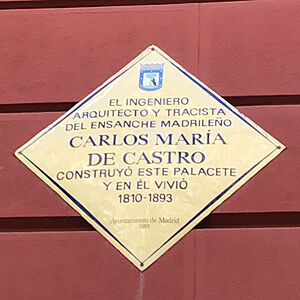 EL INGENIERO
ARQUITECTO Y TRACISTA
DEL ENSANCHE MADRILEÑO
CARLOS MARÍA
DE CASTRO
CONSTRUYÓ ESTE PALACETE
Y EN ÉL VIVIÓ
1810-1893
Ayuntamiento de Madrid
1991